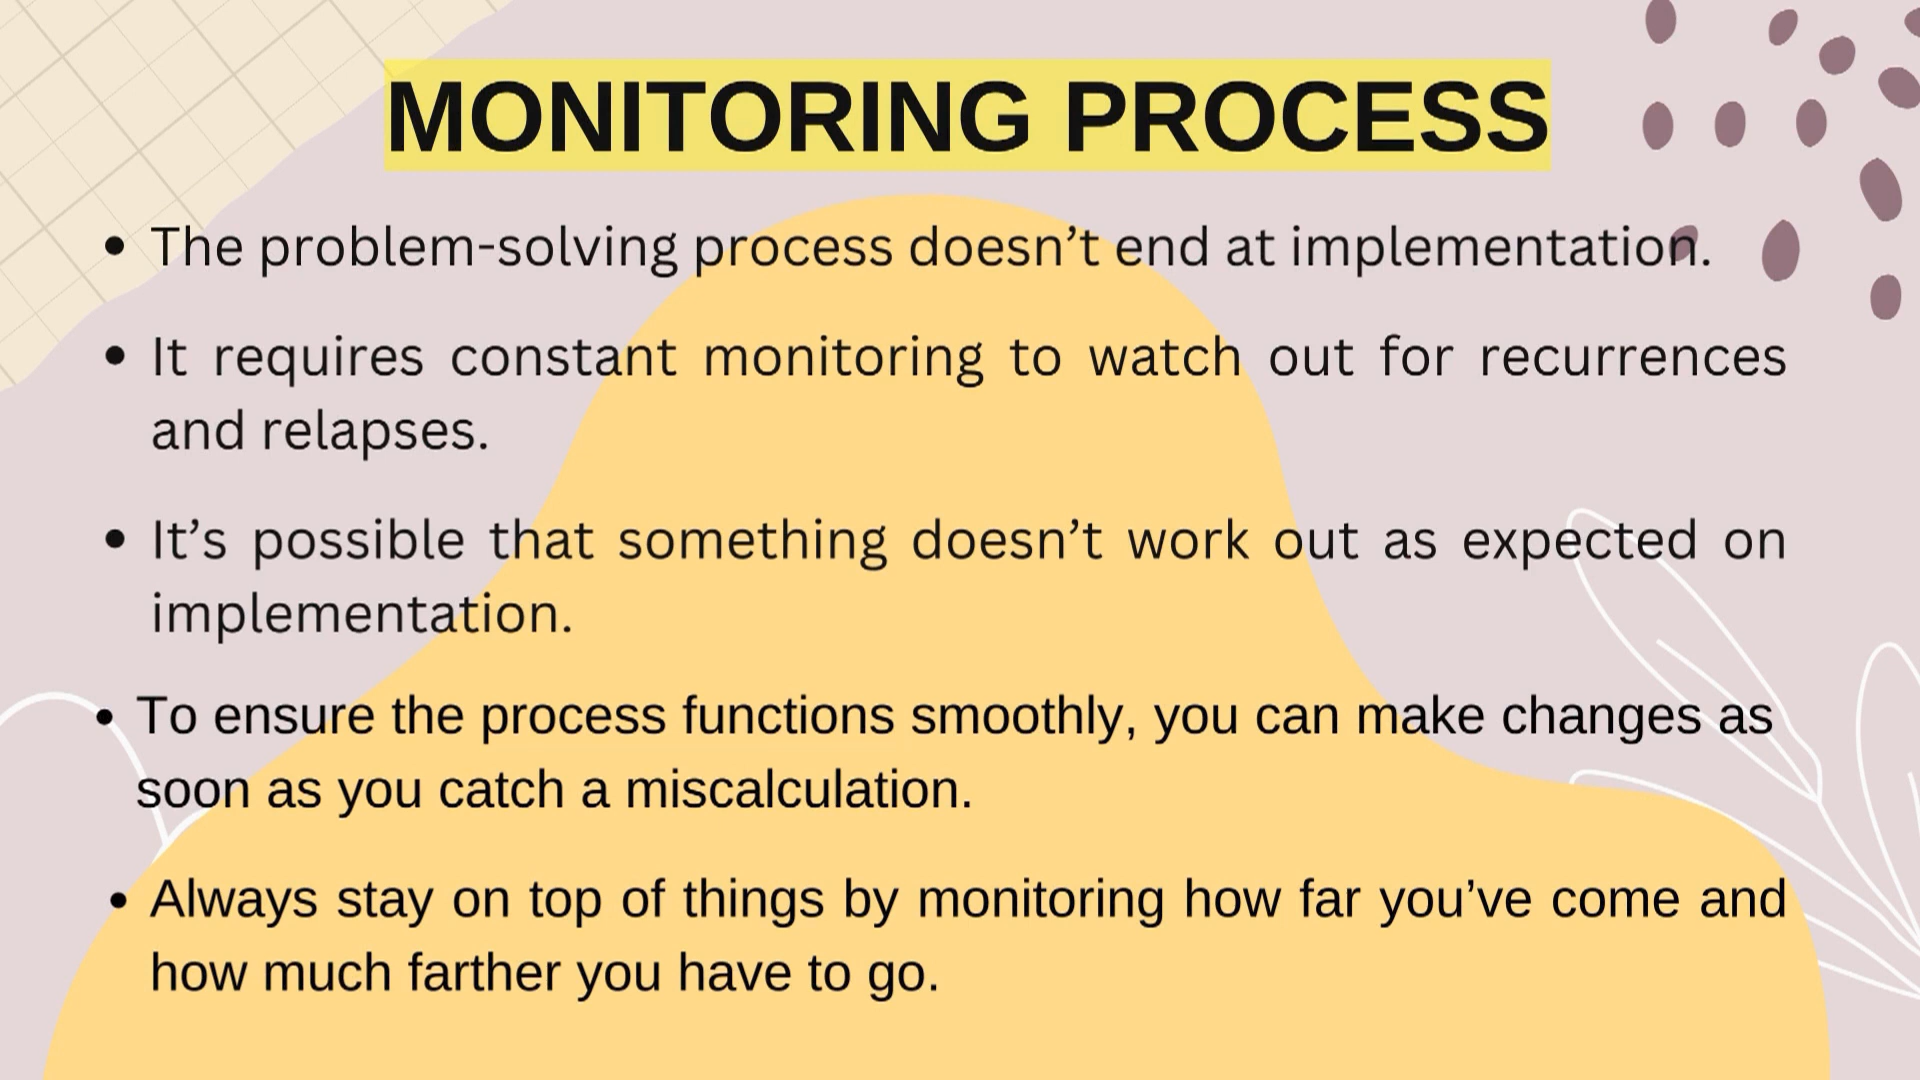 MONITORING PROCESS
• The problem-solving process doesn’t end at implementation.
• It requires constant monitoring to watch out for recurrences
and relapses.
• It’s possible that something doesn’t work out as expected on
implementation.
• To ensure the process functions smoothly, you can make changes as
soon as you catch a miscalculation.
• Always stay on top of things by monitoring how far you’ve come and
how much farther you have to go.